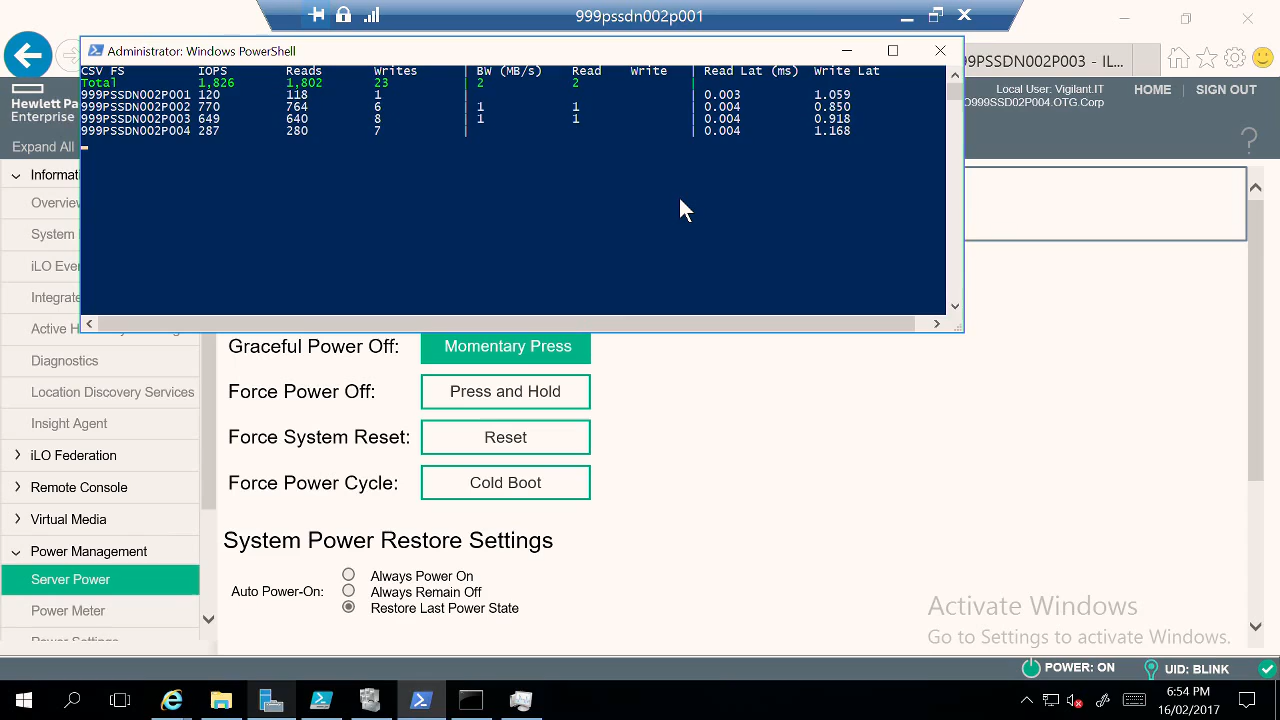 999pssdn002p001
Administrator: Windows PowerShell
CSV FS IOPS Reads Writes | BW (MB/s) Read Write | Read Lat (ms) Write Lat
Total 1,826 1,802 23 | 2 2 |
999PSSDN002P001 120 118 1 | | 0.003 1.059
999PSSDN002P002 770 764 6 | 1 1 | 0.004 0.850
999PSSDN002P003 649 640 8 | 1 1 | 0.004 0.918
999PSSDN002P004 287 280 7 | | 0.004 1.168
99PSSDN002P003 - IL...
Hewlett Pa
Enterprise
Local User: Vigilant.IT
O999SSD02P004.OTG.Corp
HOME
SIGN OUT
Expand All
Informat
Overview
System
iLO Eve
Integrate
Active H
Diagnostics
Location Discovery Services
Insight Agent
iLO Federation
Remote Console
Virtual Media
Power Management
Server Power
Power Meter
Power Settings
Graceful Power Off: Momentary Press
Force Power Off: Press and Hold
Force System Reset: Reset
Force Power Cycle: Cold Boot
System Power Restore Settings
Auto Power-On:
Always Power On
Always Remain Off
Restore Last Power State
Activate Windows
Go to Settings to activate Windows.
POWER: ON
UID: BLINK
6:54 PM
16/02/2017